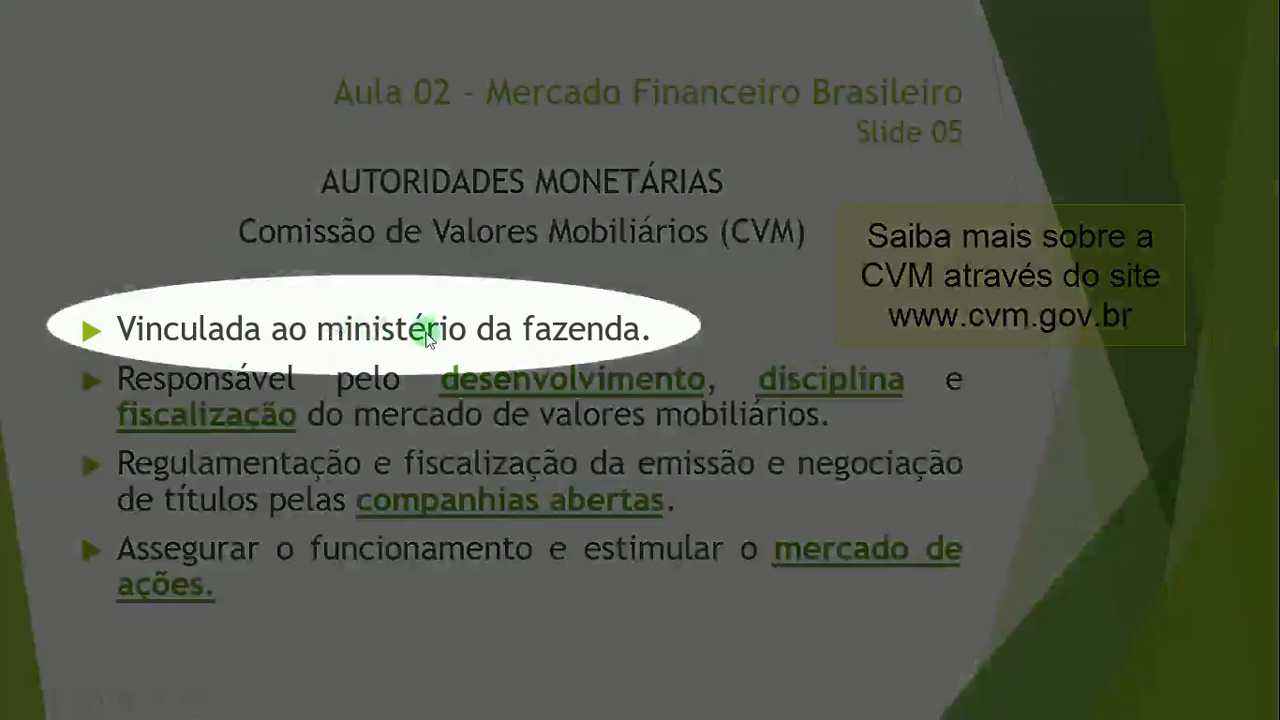 Aula 02 - Mercado Financeiro Brasileiro
Slide 05
AUTORIDADES MONETÁRIAS
Comissão de Valores Mobiliários (CVM)
Saiba mais sobre a
CVM através do site
www.cvm.gov.br
Vinculada ao ministério da fazenda.
Responsável pelo desenvolvimento, disciplina e
fiscalização do mercado de valores mobiliários.
Regulamentação e fiscalização da emissão e negociação
de títulos pelas companhias abertas.
Assegurar o funcionamento e estimular o mercado de
ações.